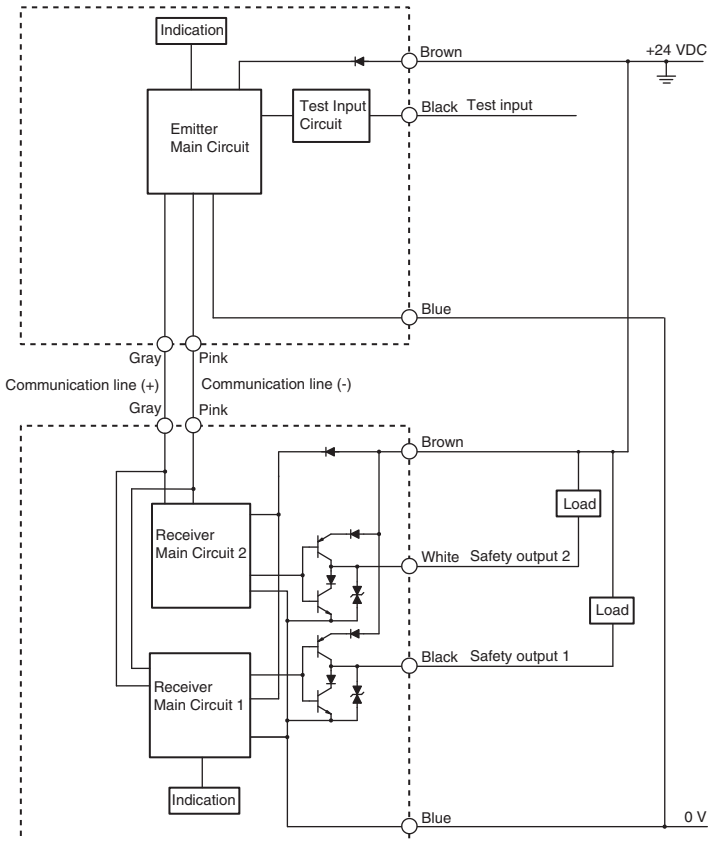 Indication
Brown
+24 VDC
Emitter
Main Circuit
Test Input
Circuit
Black Test input
Blue
Gray
Pink
Communication line (+)
Communication line (-)
Gray
Pink
Brown
Load
Receiver
Main Circuit 2
White Safety output 2
Load
Black Safety output 1
Receiver
Main Circuit 1
Indication
Blue
0 V